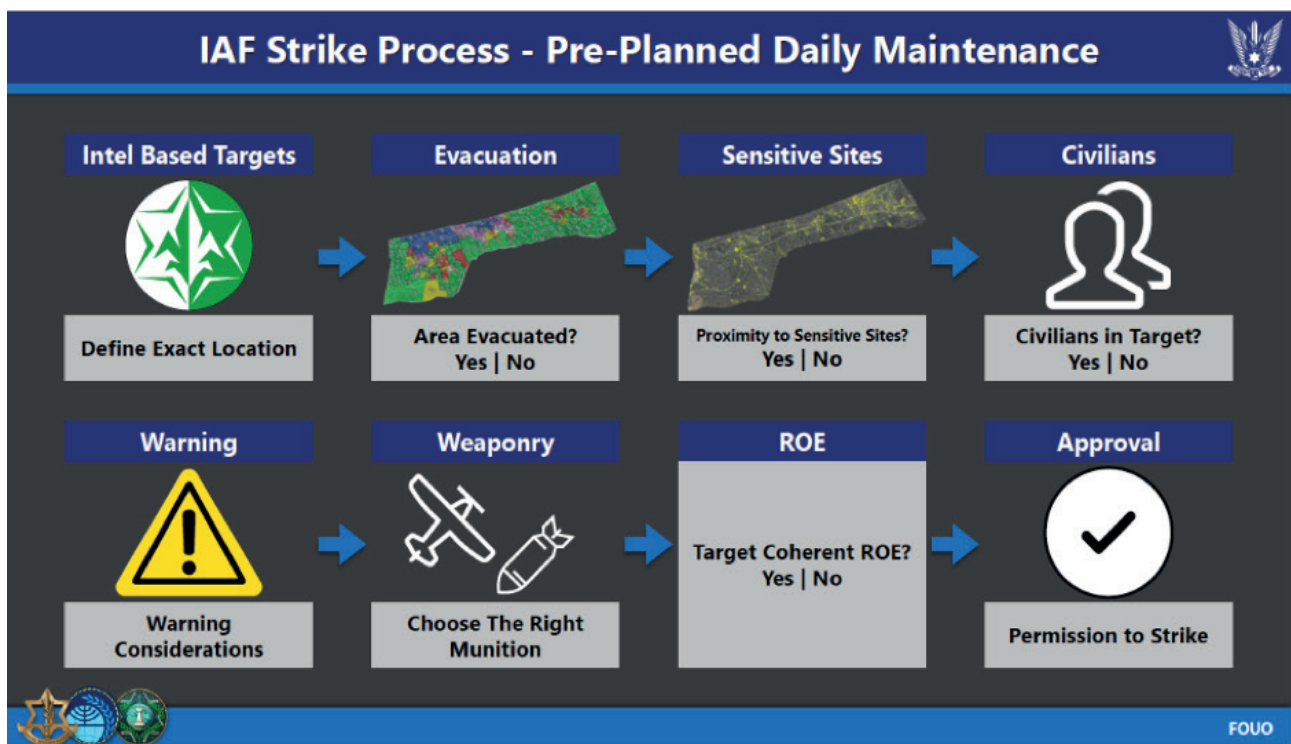 IAF Strike Process - Pre-Planned Daily Maintenance
Intel Based Targets
Define Exact Location
Evacuation
Area Evacuated?
Yes | No
Sensitive Sites
Proximity to Sensitive Sites?
Yes | No
Civilians
Civilians in Target?
Yes | No
Warning
Warning
Considerations
Weaponry
Choose The Right
Munition
ROE
Target Coherent ROE?
Yes | No
Approval
Permission to Strike
FOUO